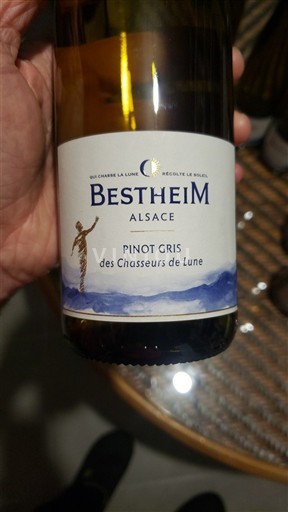 QUI CHASSE LA LUNE RÉCOLTE LE SOLEIL
BESTHEIM
ALSACE
PINOT GRIS
des Chasseurs de Lune